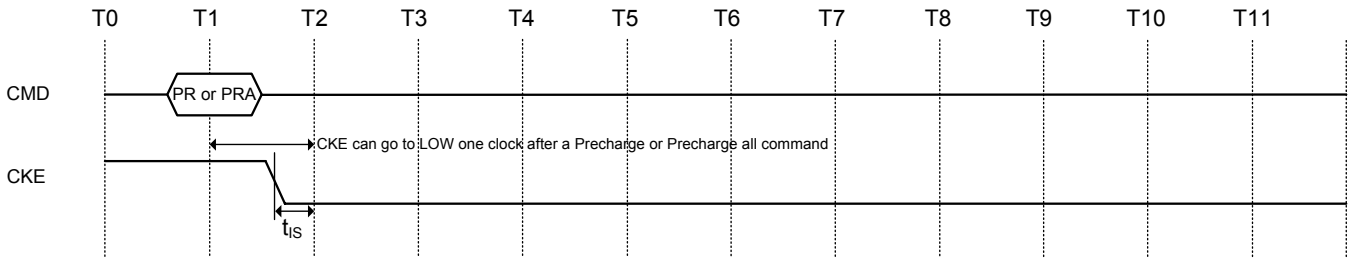 T0 T1 T2 T3 T4 T5 T6 T7 T8 T9 T10 T11
CMD PR or PRA
CKE can go to LOW one clock after a Precharge or Precharge all command
CKE
tIS